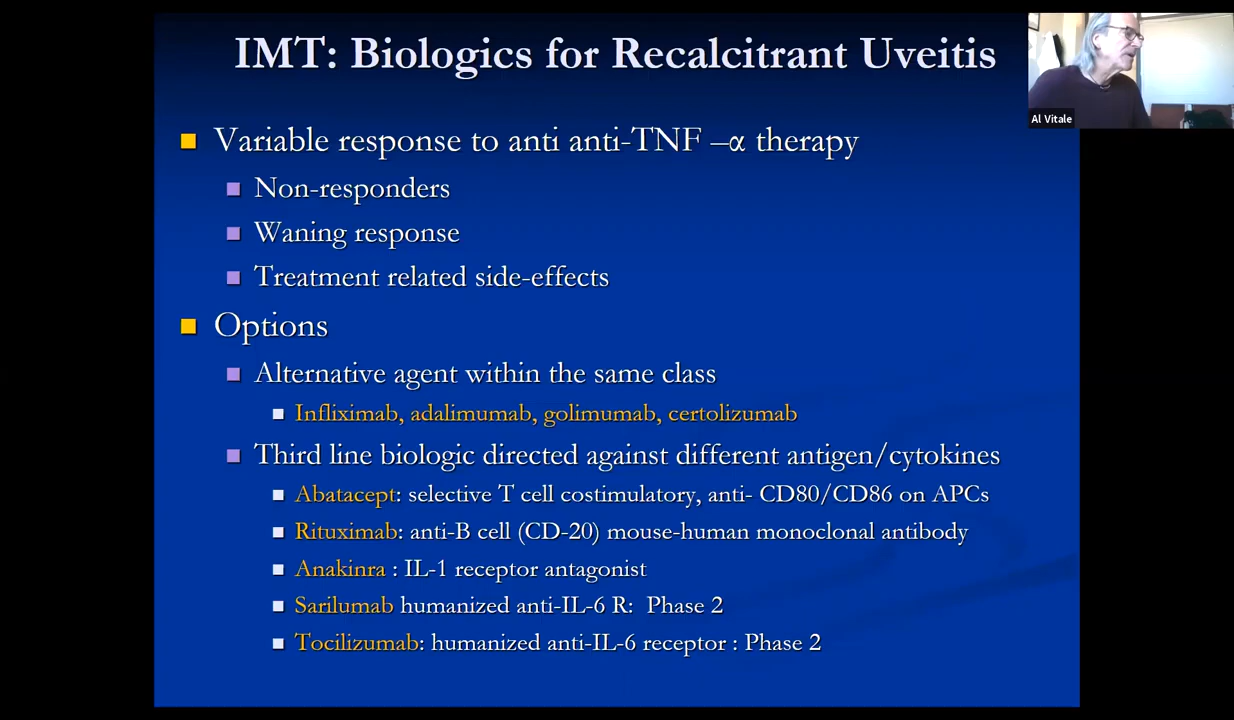 IMT: Biologics for Recalcitrant Uveitis
Al Vitale
Variable response to anti anti-TNF –α therapy
Non-responders
Waning response
Treatment related side-effects
Options
Alternative agent within the same class
Infliximab, adalimumab, golimumab, certolizumab
Third line biologic directed against different antigen/cytokines
Abatacept: selective T cell costimulatory, anti- CD80/CD86 on APCs
Rituximab: anti-B cell (CD-20) mouse-human monoclonal antibody
Anakinra : IL-1 receptor antagonist
Sarilumab humanized anti-IL-6 R: Phase 2
Tocilizumab: humanized anti-IL-6 receptor : Phase 2